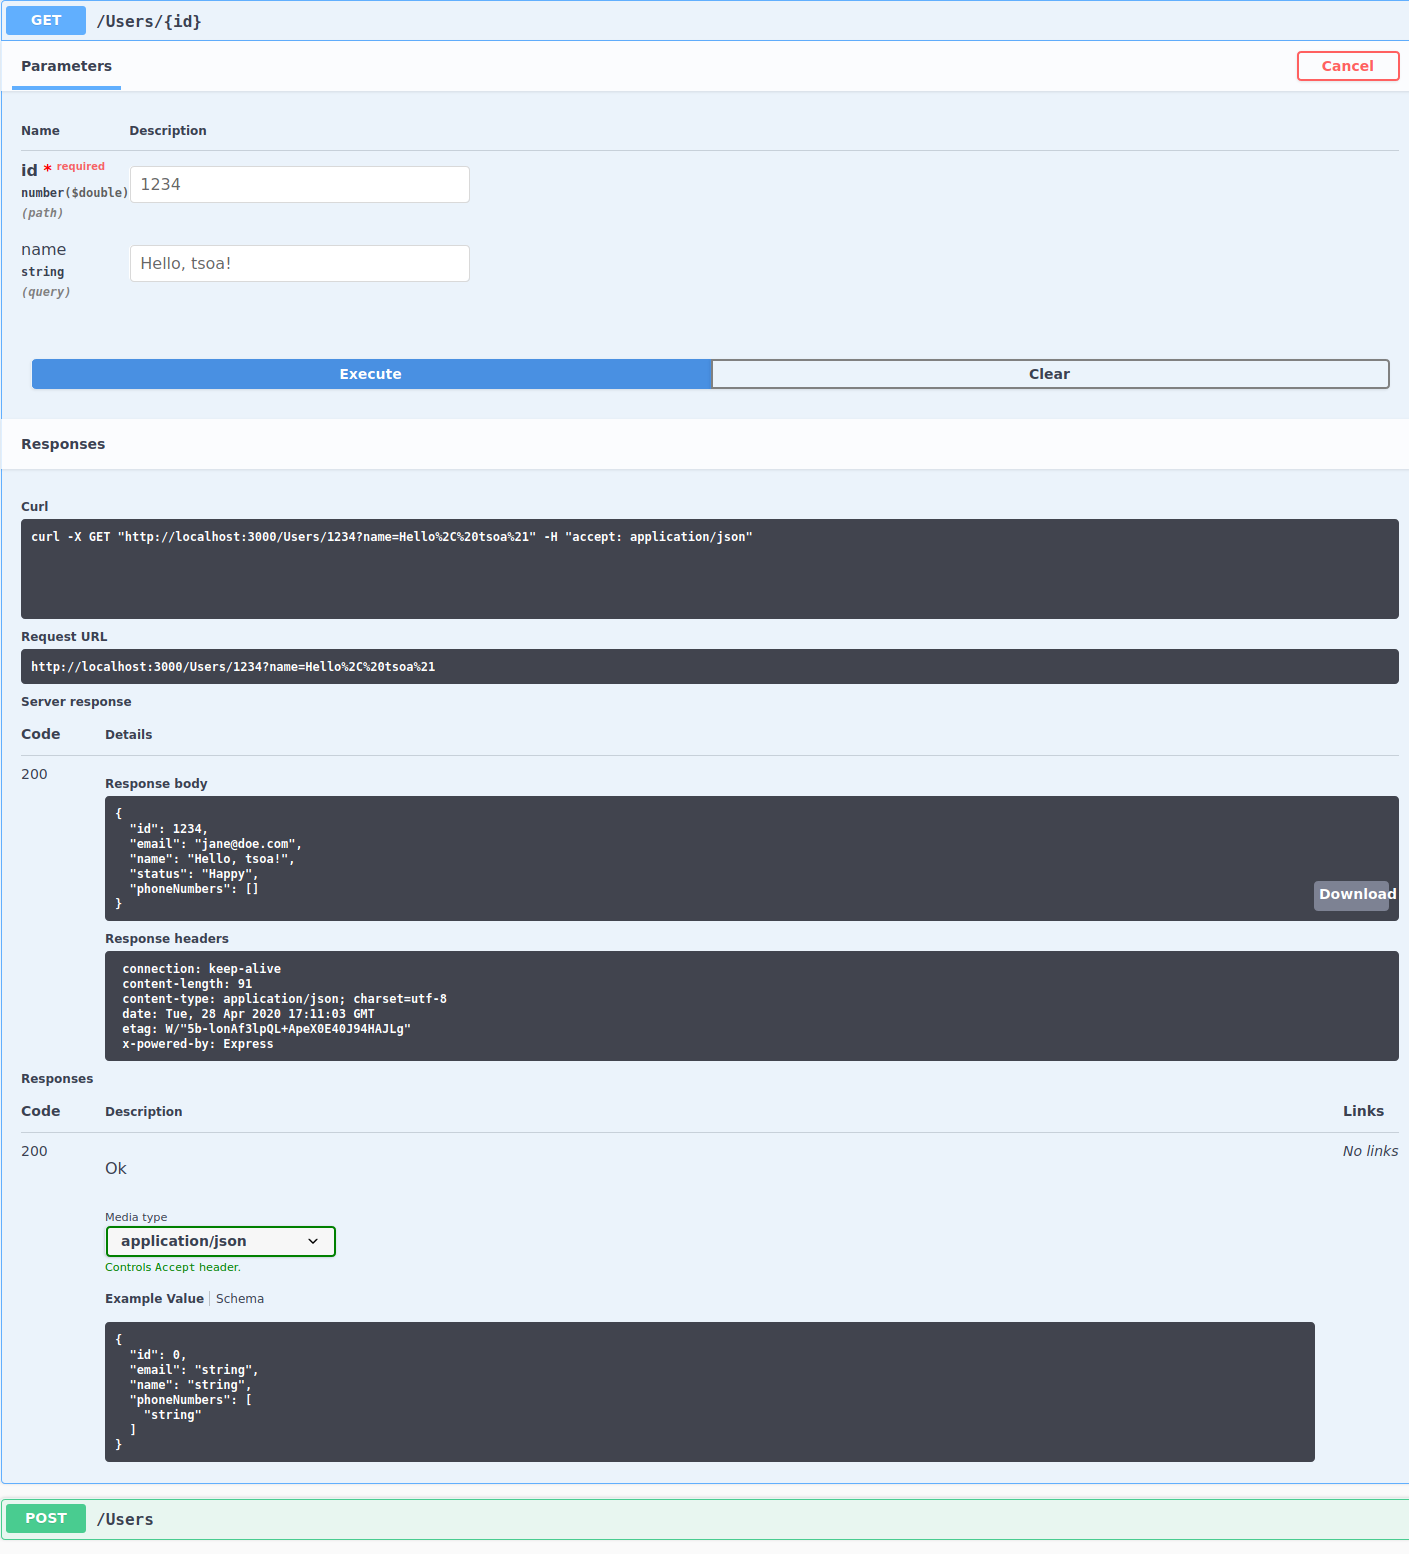 GET /Users/{id}
Parameters
Cancel
Name Description
id * required
number($double)
(path)
1234
name
string
(query)
Hello, tsoa!
Execute Clear
Responses
Curl
curl -X GET "http://localhost:3000/Users/1234?name=Hello%2C%20tsoa%21" -H "accept: application/json"
Request URL
http://localhost:3000/Users/1234?name=Hello%2C%20tsoa%21
Server response
Code Details
200
Response body
{
  "id": 1234,
  "email": "jane@doe.com",
  "name": "Hello, tsoa!",
  "status": "Happy",
  "phoneNumbers": []
}
Download
Response headers
connection: keep-alive
content-length: 91
content-type: application/json; charset=utf-8
date: Tue, 28 Apr 2020 17:11:03 GMT
etag: W/"5b-lonAf3lpQL+ApeX0E40J94HAJLg"
x-powered-by: Express
Responses
Code Description Links
200 No links
Ok
Media type
application/json
Controls Accept header.
Example Value Schema
{
  "id": 0,
  "email": "string",
  "name": "string",
  "phoneNumbers": [
    "string"
  ]
}
POST /Users